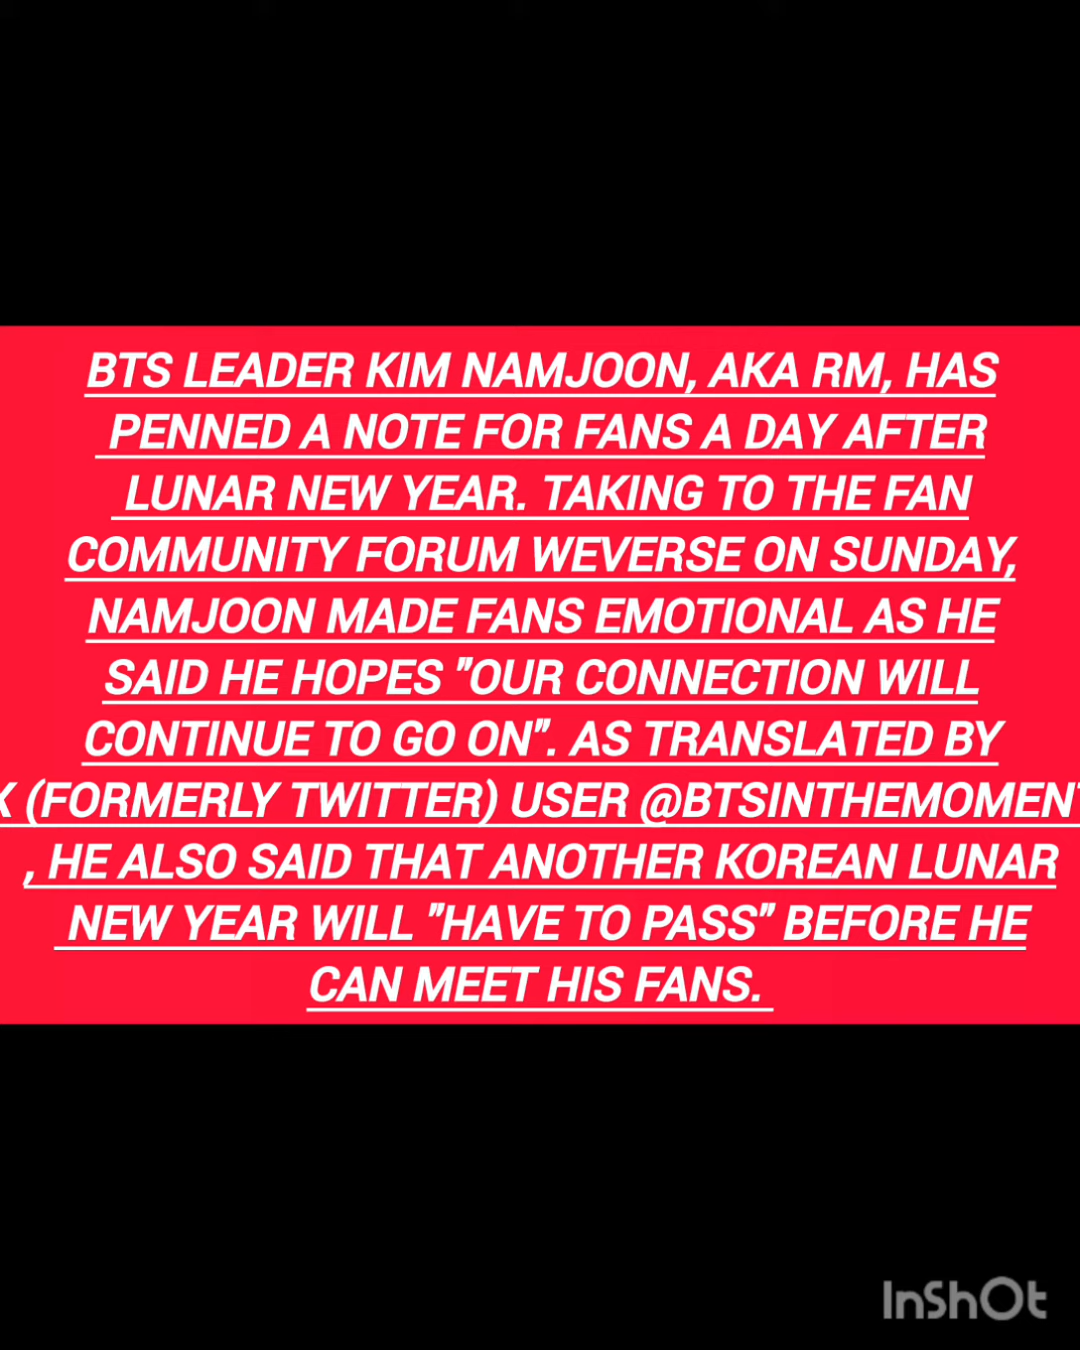 BTS LEADER KIM NAMJOON, AKA RM, HAS
PENNED A NOTE FOR FANS A DAY AFTER
LUNAR NEW YEAR. TAKING TO THE FAN
COMMUNITY FORUM WEVERSE ON SUNDAY,
NAMJOON MADE FANS EMOTIONAL AS HE
SAID HE HOPES "OUR CONNECTION WILL
CONTINUE TO GO ON". AS TRANSLATED BY
X (FORMERLY TWITTER) USER @BTSINTHEMOMENT
, HE ALSO SAID THAT ANOTHER KOREAN LUNAR
NEW YEAR WILL "HAVE TO PASS" BEFORE HE
CAN MEET HIS FANS.
InShOt